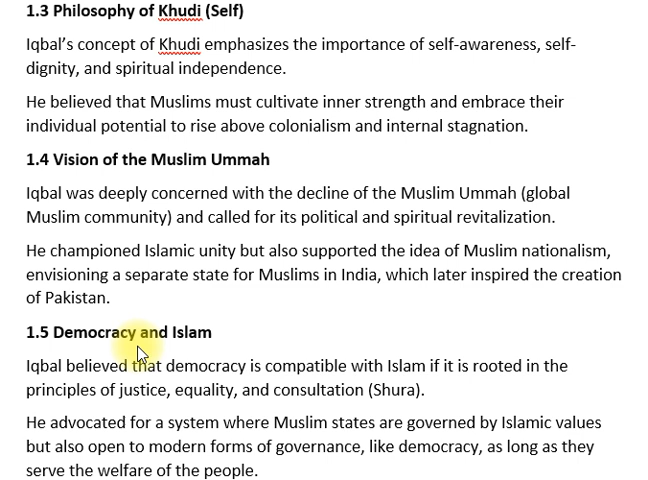 1.3 Philosophy of Khudi (Self)
Iqbal’s concept of Khudi emphasizes the importance of self-awareness, self-
dignity, and spiritual independence.
He believed that Muslims must cultivate inner strength and embrace their
individual potential to rise above colonialism and internal stagnation.
1.4 Vision of the Muslim Ummah
Iqbal was deeply concerned with the decline of the Muslim Ummah (global
Muslim community) and called for its political and spiritual revitalization.
He championed Islamic unity but also supported the idea of Muslim nationalism,
envisioning a separate state for Muslims in India, which later inspired the creation
of Pakistan.
1.5 Democracy and Islam
Iqbal believed that democracy is compatible with Islam if it is rooted in the
principles of justice, equality, and consultation (Shura).
He advocated for a system where Muslim states are governed by Islamic values
but also open to modern forms of governance, like democracy, as long as they
serve the welfare of the people.